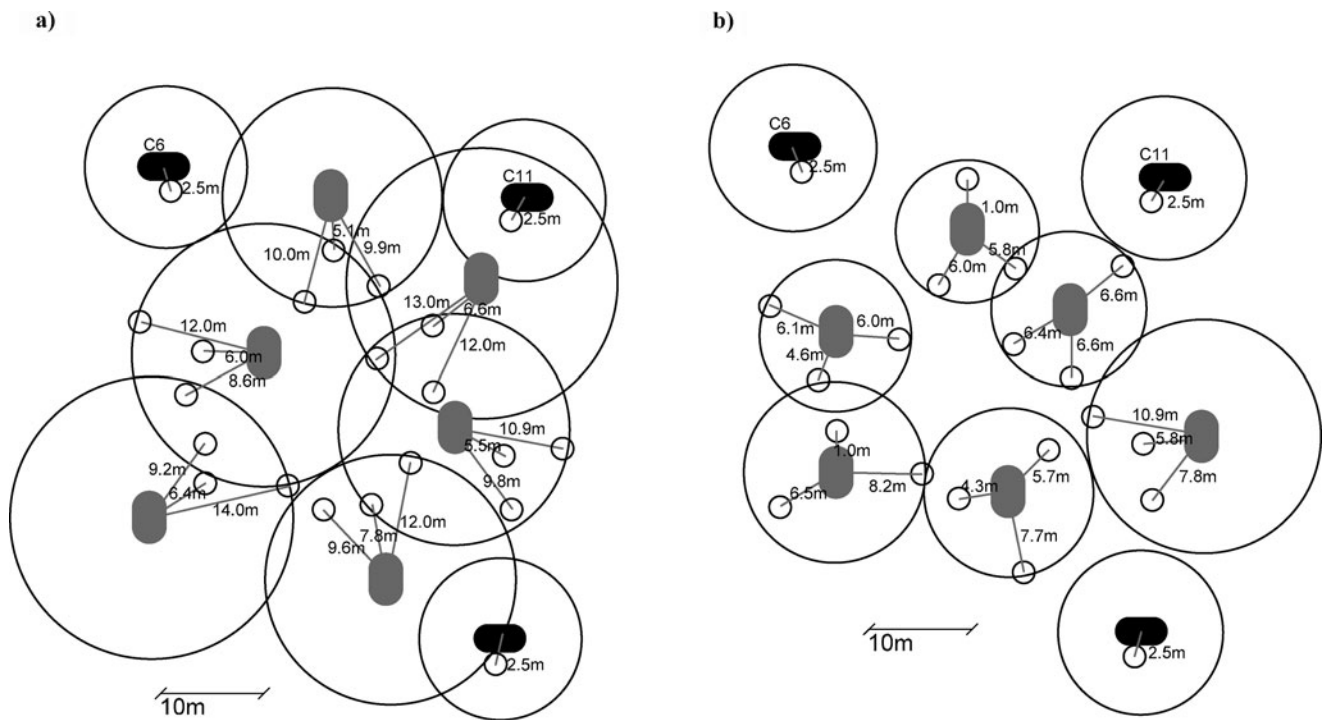 a)
C6
2.5m
C11
2.5m
5.1m
10.0m
9.9m
13.0m
6.6m
12.0m
12.0m
6.0m
8.6m
10.9m
5.5m
9.8m
9.2m
6.4m
14.0m
12.0m
7.8m
9.6m
2.5m
10m
b)
C6
2.5m
C11
2.5m
1.0m
5.8m
6.0m
6.6m
6.4m
6.6m
6.1m
6.0m
4.6m
10.9m
5.8m
7.8m
1.0m
8.2m
6.5m
5.7m
4.3m
7.7m
2.5m
10m